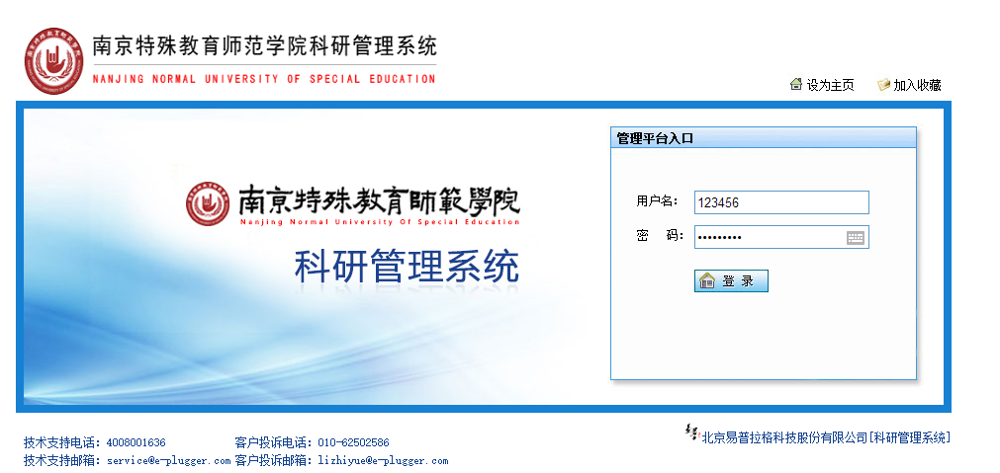 南京特殊教育师范学院科研管理系统
NANJING NORMAL UNIVERSITY OF SPECIAL EDUCATION
设为主页 加入收藏
管理平台入口
南京特殊教育師範學院
Nanjing Normal University Of Special Education
科研管理系统
用户名: 123456
密 码: •••••••••
登 录
技术支持电话: 4008001636 客户投诉电话: 010-62502586
技术支持邮箱: service@e-plugger.com 客户投诉邮箱: lizhiyue@e-plugger.com
北京易普拉格科技股份有限公司[科研管理系统]